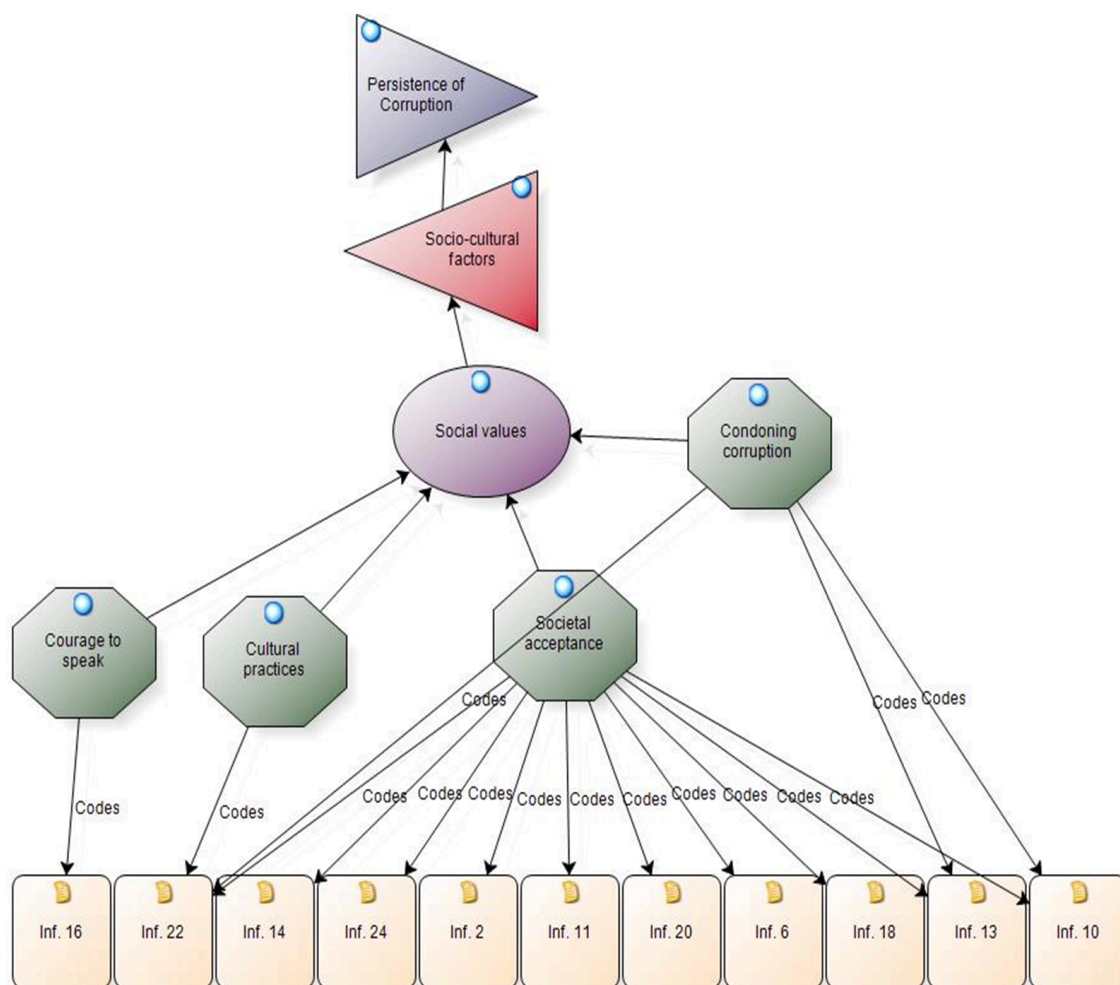 Persistence of
Corruption
Socio-cultural
factors
Social values
Condoning
corruption
Courage to
speak
Cultural
practices
Societal
acceptance
Codes
Codes
Codes
Codes
Codes
Codes
Codes
Codes
Codes
Codes
Codes
Codes
Codes
Codes
Inf. 16
Inf. 22
Inf. 14
Inf. 24
Inf. 2
Inf. 11
Inf. 20
Inf. 6
Inf. 18
Inf. 13
Inf. 10